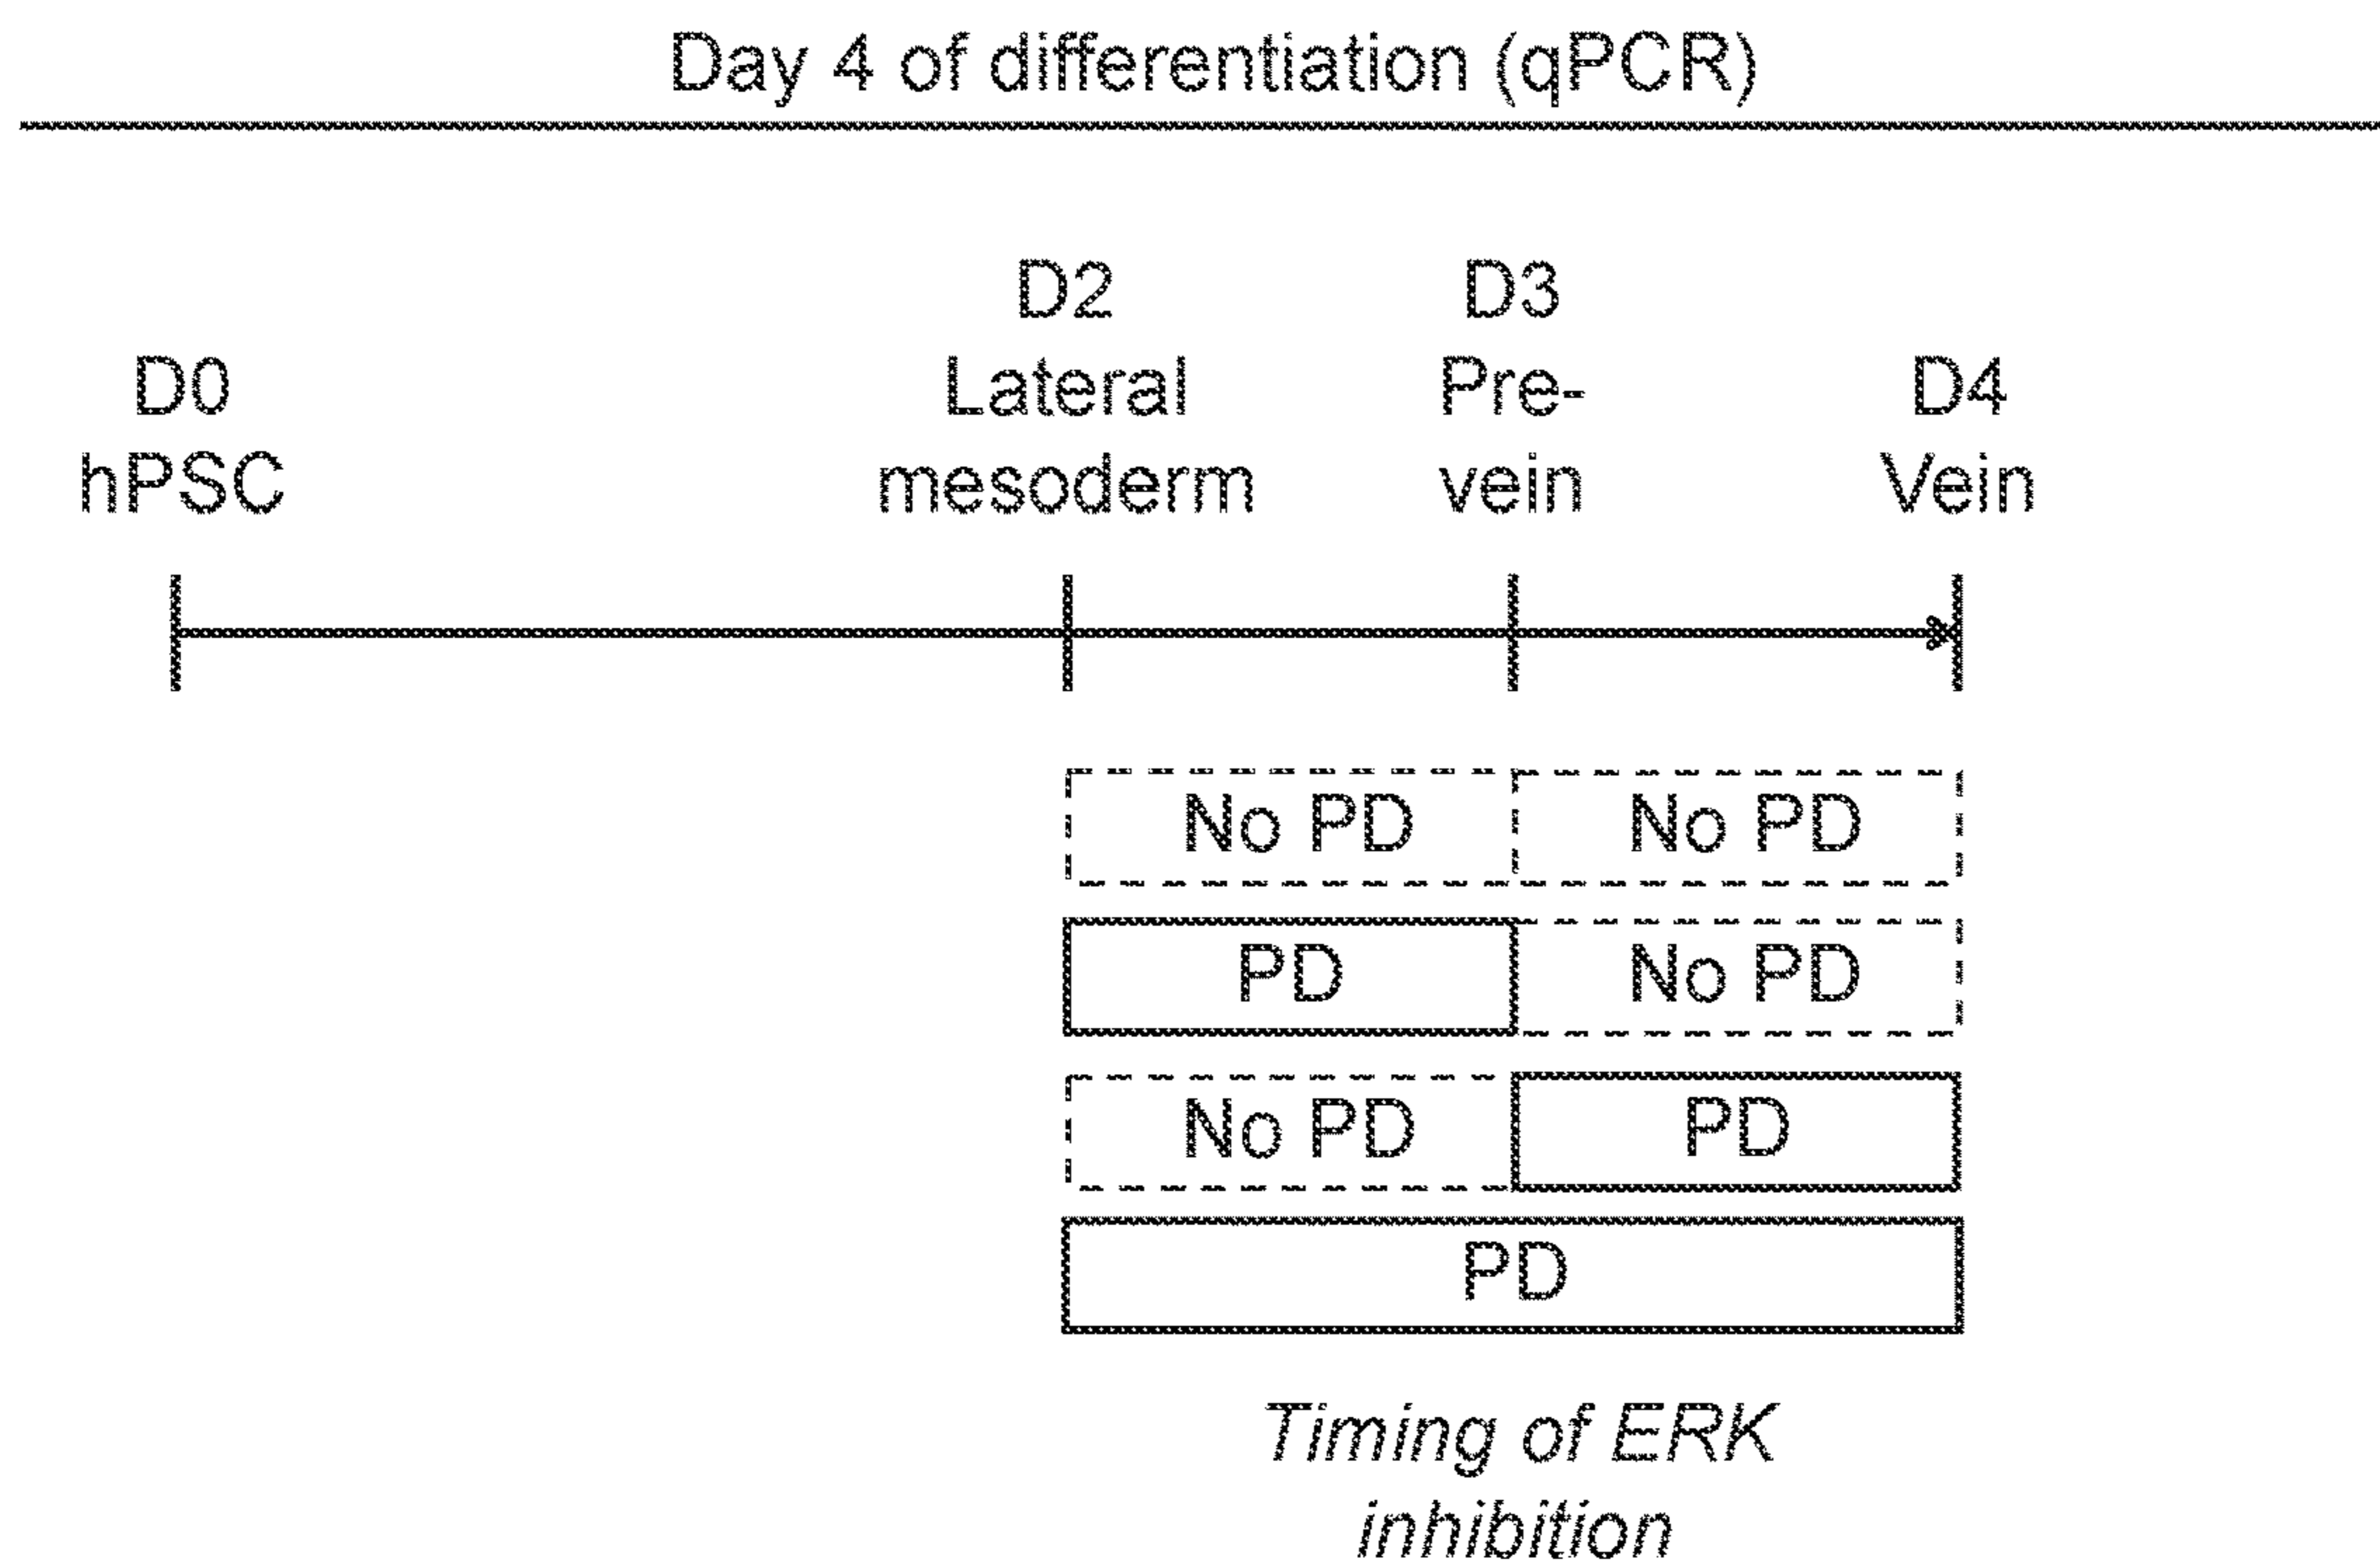 Day 4 of differentiation (qPCR)
D0
hPSC
D2
Lateral
mesoderm
D3
Pre-
vein
D4
Vein
No PD
No PD
PD
No PD
No PD
PD
PD
Timing of ERK
inhibition